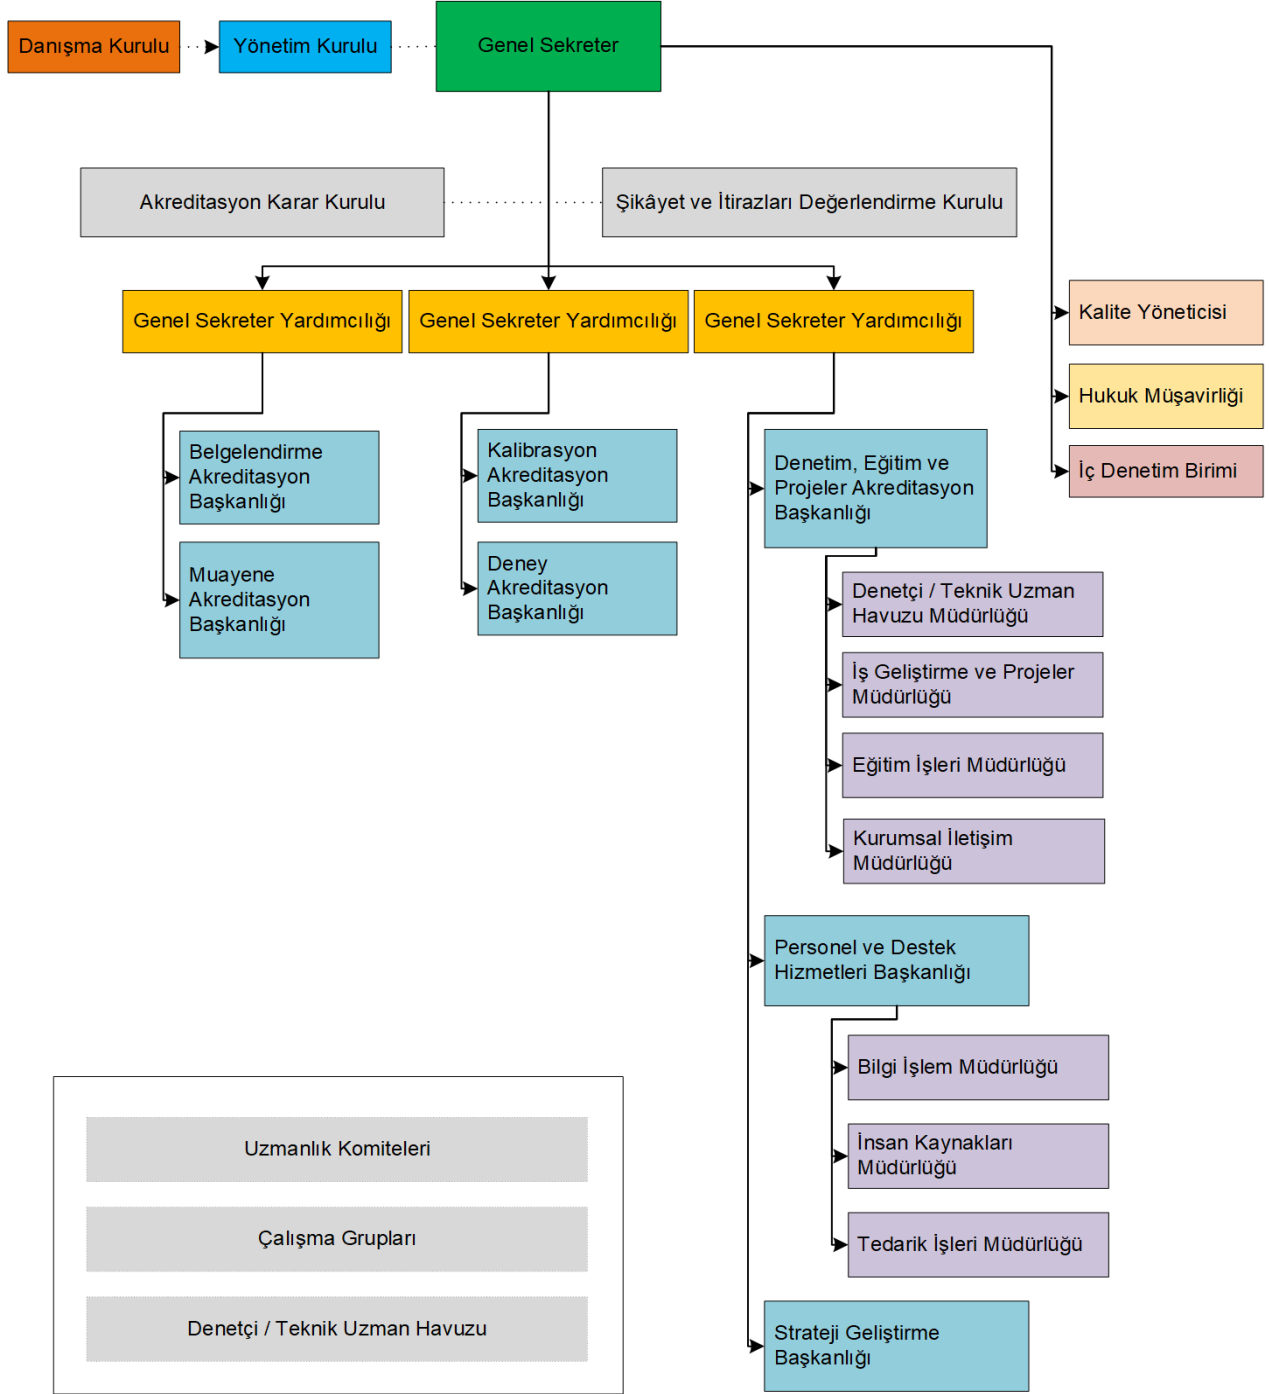 Danışma Kurulu
Yönetim Kurulu
Genel Sekreter
Akreditasyon Karar Kurulu
Şikâyet ve İtirazları Değerlendirme Kurulu
Genel Sekreter Yardımcılığı
Genel Sekreter Yardımcılığı
Genel Sekreter Yardımcılığı
Kalite Yöneticisi
Hukuk Müşavirliği
İç Denetim Birimi
Belgelendirme
Akreditasyon
Başkanlığı
Muayene
Akreditasyon
Başkanlığı
Kalibrasyon
Akreditasyon
Başkanlığı
Deney
Akreditasyon
Başkanlığı
Denetim, Eğitim ve
Projeler Akreditasyon
Başkanlığı
Denetçi / Teknik Uzman
Havuzu Müdürlüğü
İş Geliştirme ve Projeler
Müdürlüğü
Eğitim İşleri Müdürlüğü
Kurumsal İletişim
Müdürlüğü
Personel ve Destek
Hizmetleri Başkanlığı
Bilgi İşlem Müdürlüğü
İnsan Kaynakları
Müdürlüğü
Tedarik İşleri Müdürlüğü
Strateji Geliştirme
Başkanlığı
Uzmanlık Komiteleri
Çalışma Grupları
Denetçi / Teknik Uzman Havuzu